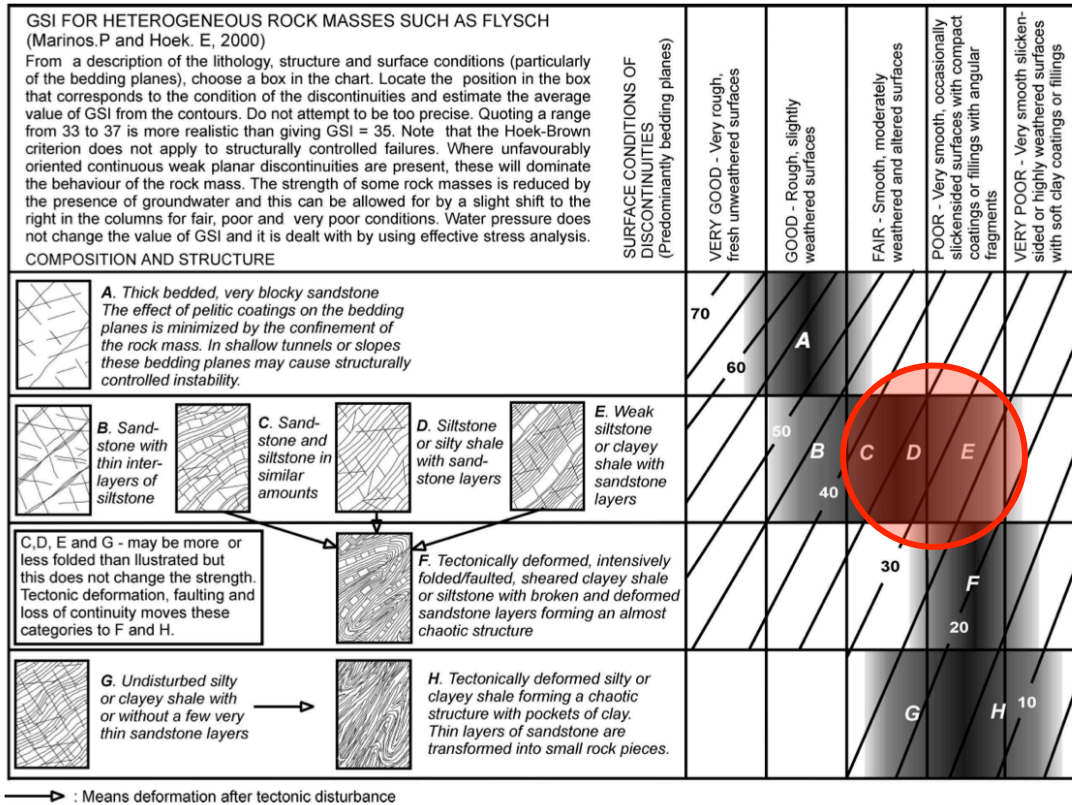 GSI FOR HETEROGENEOUS ROCK MASSES SUCH AS FLYSCH
(Marinos.P and Hoek. E, 2000)
From a description of the lithology, structure and surface conditions (particularly
of the bedding planes), choose a box in the chart. Locate the position in the box
that corresponds to the condition of the discontinuities and estimate the average
value of GSI from the contours. Do not attempt to be too precise. Quoting a range
from 33 to 37 is more realistic than giving GSI = 35. Note that the Hoek-Brown
criterion does not apply to structurally controlled failures. Where unfavourably
oriented continuous weak planar discontinuities are present, these will dominate
the behaviour of the rock mass. The strength of some rock masses is reduced by
the presence of groundwater and this can be allowed for by a slight shift to the
right in the columns for fair, poor and very poor conditions. Water pressure does
not change the value of GSI and it is dealt with by using effective stress analysis.
COMPOSITION AND STRUCTURE
SURFACE CONDITIONS OF
DISCONTINUITIES
(Predominantly bedding planes)
VERY GOOD - Very rough,
fresh unweathered surfaces
GOOD - Rough, slightly
weathered surfaces
FAIR - Smooth, moderately
weathered and altered surfaces
POOR - Very smooth, occasionally
slickensided surfaces with compact
coatings or fillings with angular
fragments
VERY POOR - Very smooth slicken-
sided or highly weathered surfaces
with soft clay coatings or fillings
A. Thick bedded, very blocky sandstone
The effect of pelitic coatings on the bedding
planes is minimized by the confinement of
the rock mass. In shallow tunnels or slopes
these bedding planes may cause structurally
controlled instability.
70
60
A
B. Sand-
stone with
thin inter-
layers of
siltstone
C. Sand-
stone and
siltstone in
similar
amounts
D. Siltstone
or silty shale
with sand-
stone layers
E. Weak
siltstone
or clayey
shale with
sandstone
layers
50
B
40
C
D
E
C,D, E and G - may be more or
less folded than llustrated but
this does not change the strength.
Tectonic deformation, faulting and
loss of continuity moves these
categories to F and H.
F. Tectonically deformed, intensively
folded/faulted, sheared clayey shale
or siltstone with broken and deformed
sandstone layers forming an almost
chaotic structure
30
F
20
G. Undisturbed silty
or clayey shale with
or without a few very
thin sandstone layers
H. Tectonically deformed silty or
clayey shale forming a chaotic
structure with pockets of clay.
Thin layers of sandstone are
transformed into small rock pieces.
G
H
10
: Means deformation after tectonic disturbance